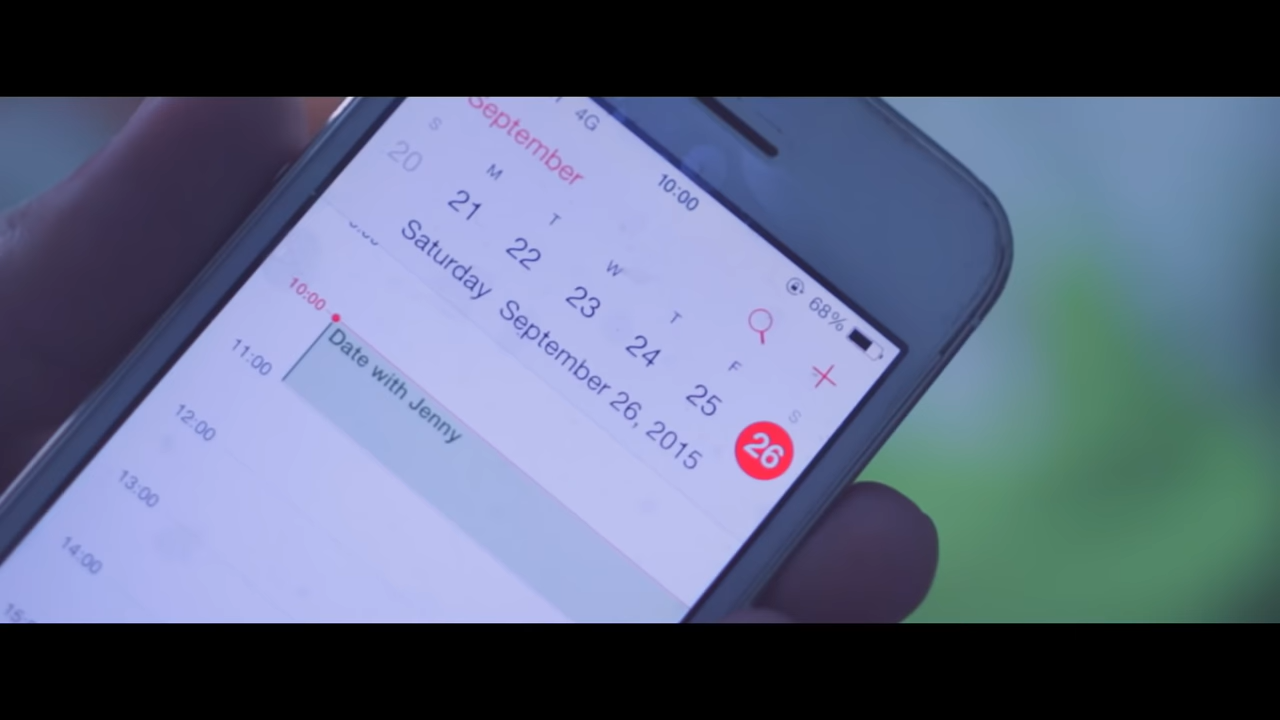 4G 10:00 68%
September
S M T W T F S
20 21 22 23 24 25 26
Saturday September 26, 2015
10:00
Date with Jenny
11:00
12:00
13:00
14:00